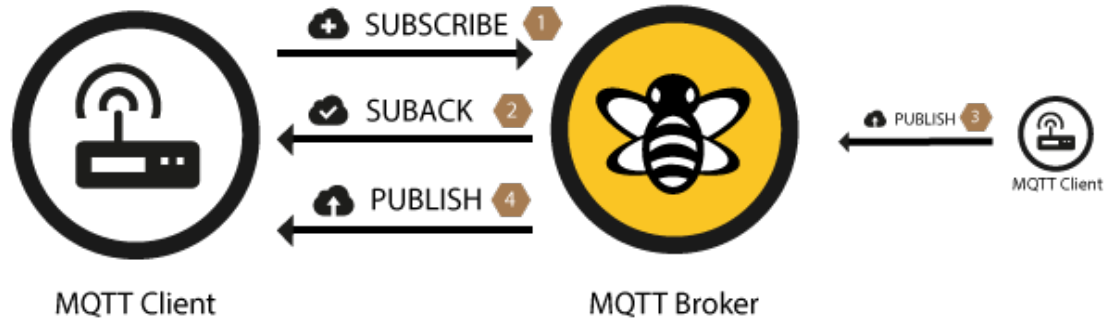 SUBSCRIBE 1
SUBACK 2
PUBLISH 3
PUBLISH 4
MQTT Client
MQTT Client
MQTT Broker